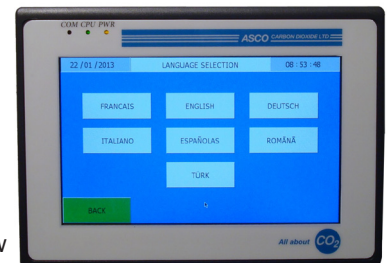 COM CPU PWR
ASCO CARBON DIOXIDE LTD
22 / 01 / 2013 LANGUAGE SELECTION 08 : 53 : 48
FRANCAIS ENGLISH DEUTSCH
ITALIANO ESPAÑOLAS ROMÂNĂ
TÜRK
BACK
All about CO2